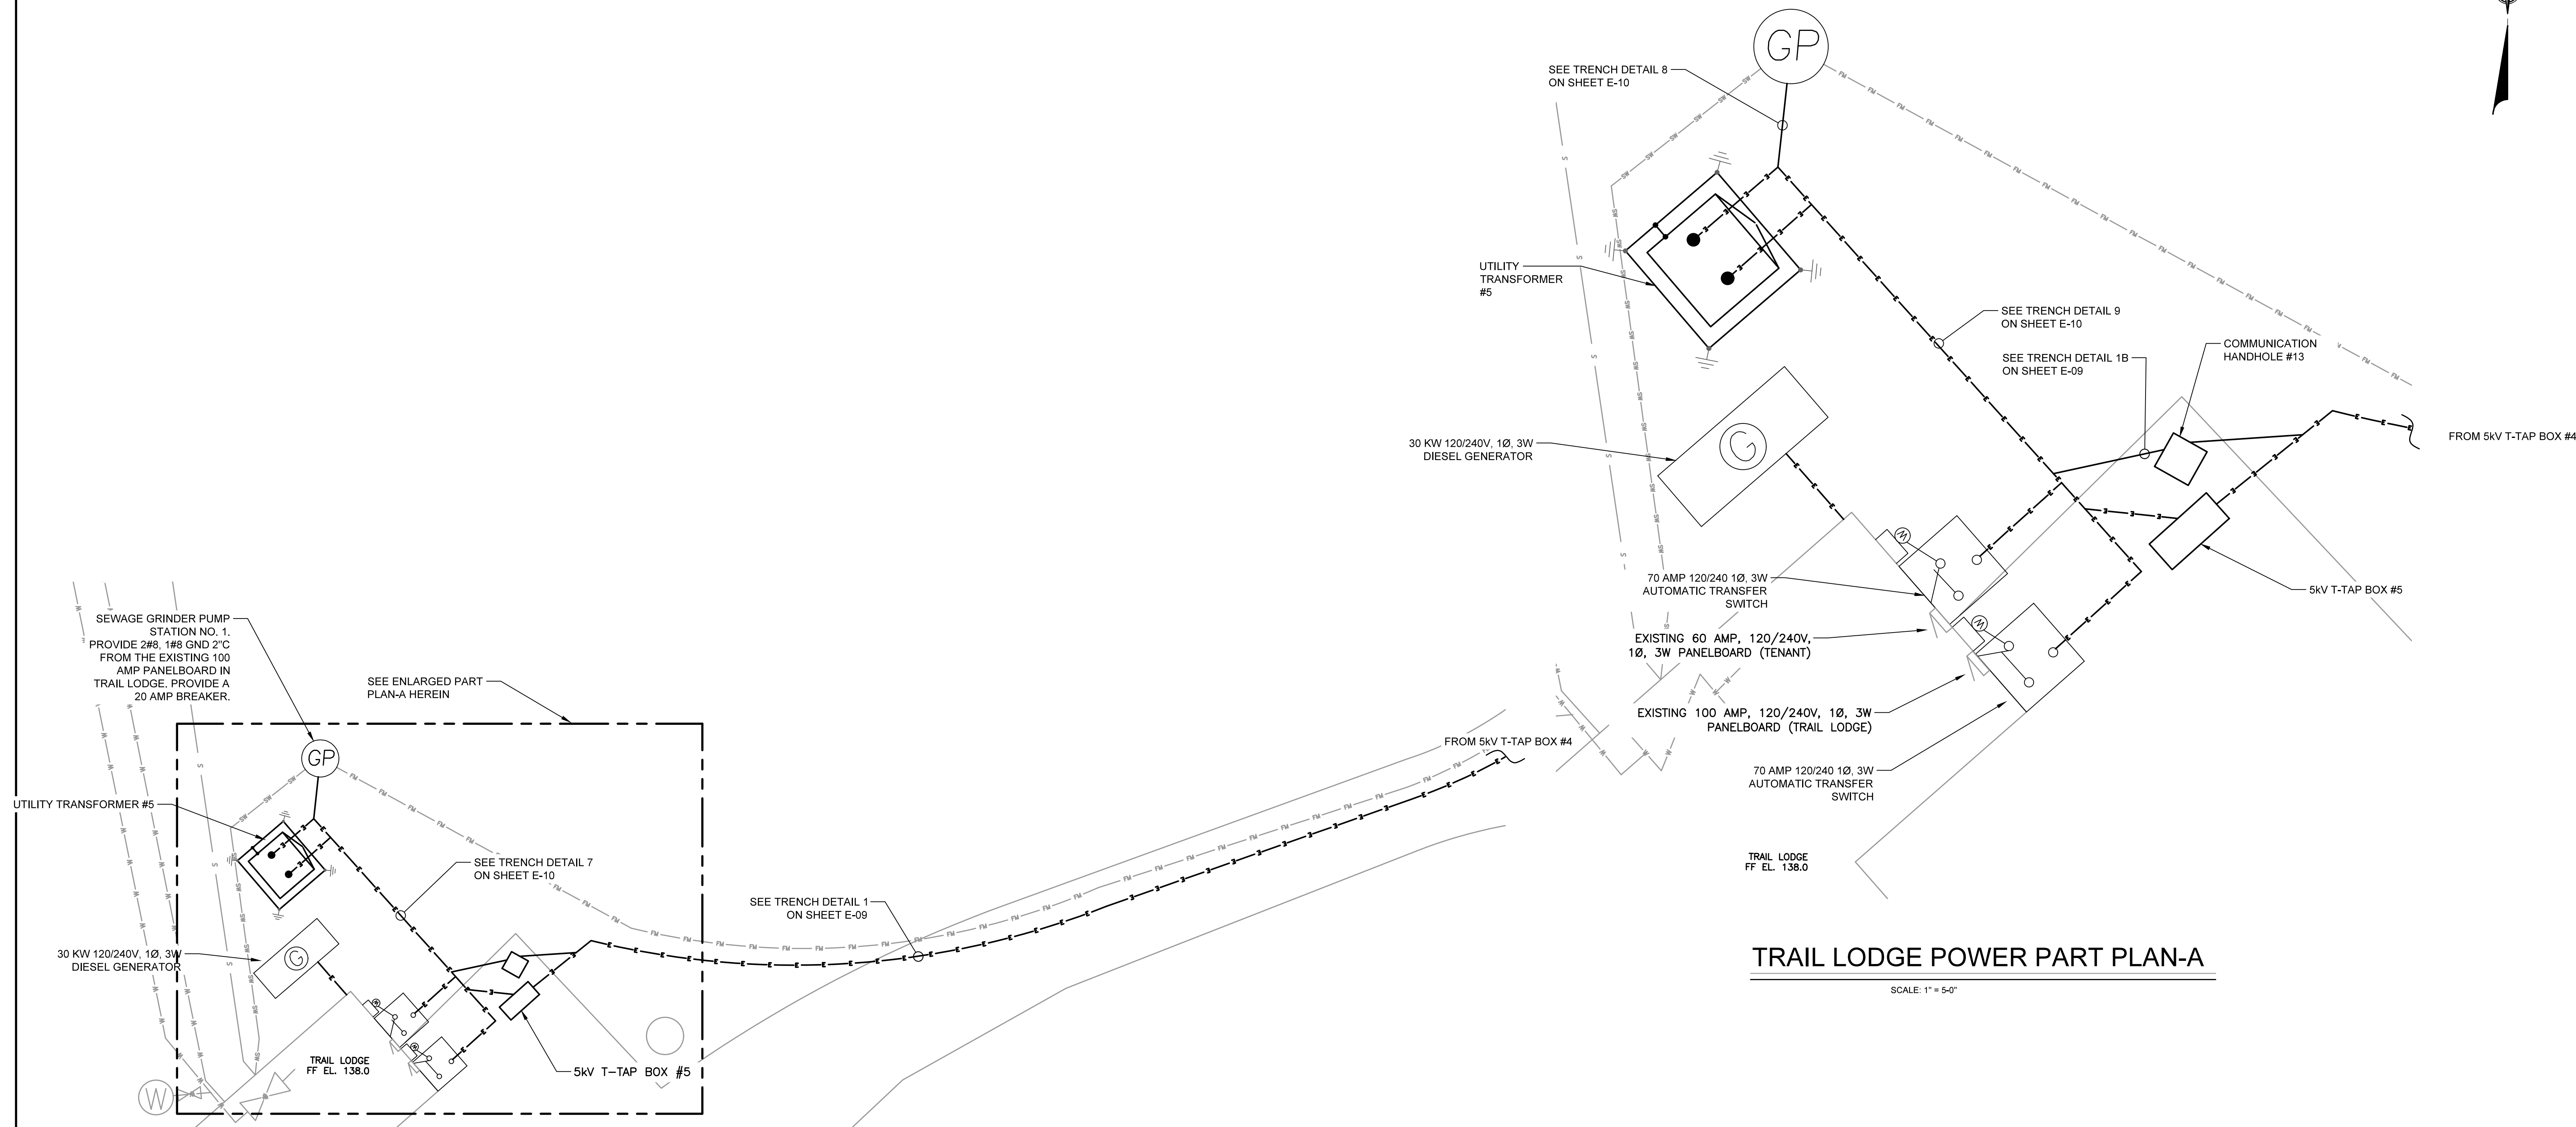 SEWAGE GRINDER PUMP
STATION NO. 1.
PROVIDE 2#8, 1#8 GND 2"C
FROM THE EXISTING 100
AMP PANELBOARD IN
TRAIL LODGE. PROVIDE A
20 AMP BREAKER.
SEE ENLARGED PART
PLAN-A HEREIN
GP
UTILITY TRANSFORMER #5
SEE TRENCH DETAIL 7
ON SHEET E-10
30 KW 120/240V, 1Ø, 3W
DIESEL GENERATOR
G
SEE TRENCH DETAIL 1
ON SHEET E-09
FROM 5kV T-TAP BOX #4
TRAIL LODGE
FF EL. 138.0
5kV T-TAP BOX #5
W
GP
SEE TRENCH DETAIL 8
ON SHEET E-10
UTILITY
TRANSFORMER
#5
SEE TRENCH DETAIL 9
ON SHEET E-10
SEE TRENCH DETAIL 1B
ON SHEET E-09
COMMUNICATION
HANDHOLE #13
FROM 5kV T-TAP BOX #4
30 KW 120/240V, 1Ø, 3W
DIESEL GENERATOR
G
M
70 AMP 120/240 1Ø, 3W
AUTOMATIC TRANSFER
SWITCH
5kV T-TAP BOX #5
M
EXISTING 60 AMP, 120/240V,
1Ø, 3W PANELBOARD (TENANT)
EXISTING 100 AMP, 120/240V, 1Ø, 3W
PANELBOARD (TRAIL LODGE)
70 AMP 120/240 1Ø, 3W
AUTOMATIC TRANSFER
SWITCH
TRAIL LODGE
FF EL. 138.0
TRAIL LODGE POWER PART PLAN-A
SCALE: 1" = 5-0"